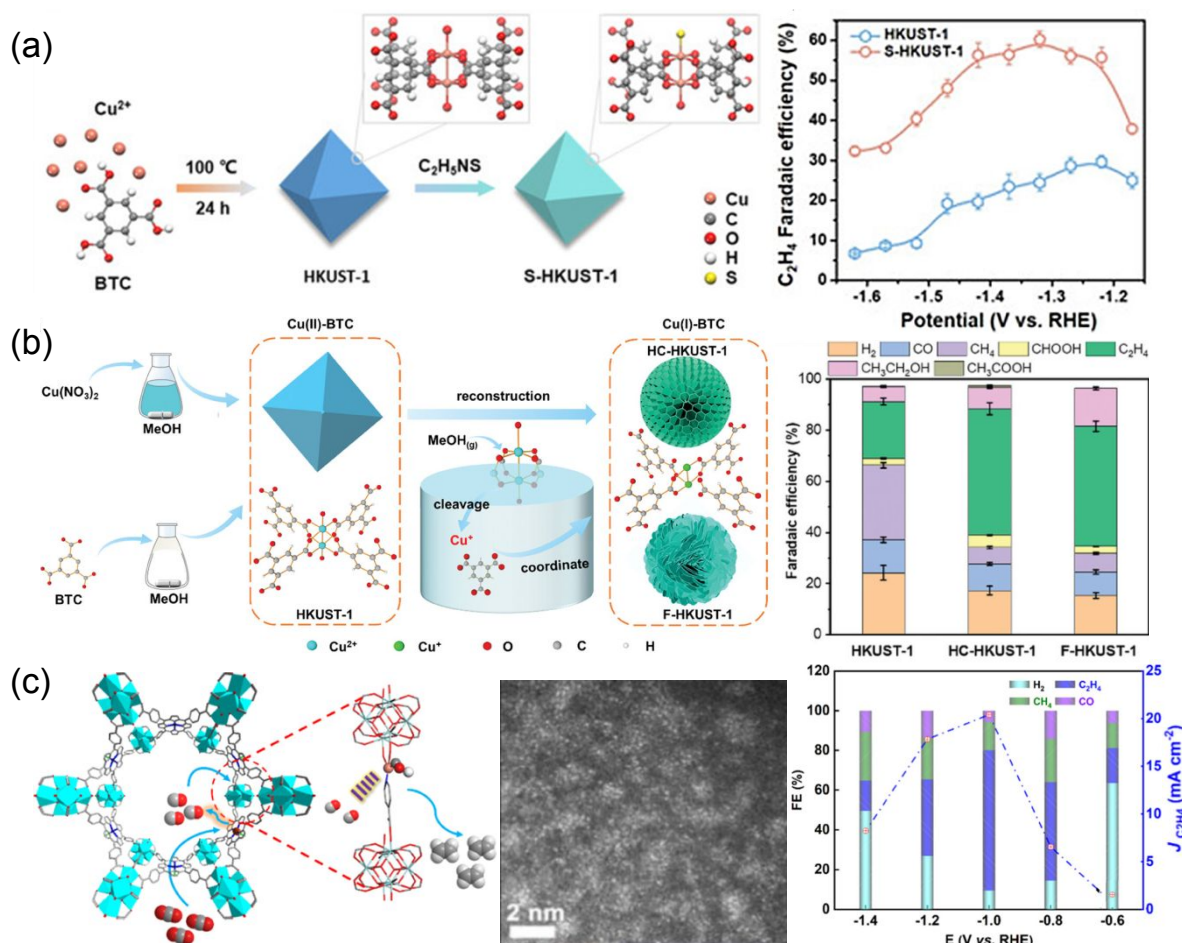 (a)
Cu²⁺
BTC
100 ℃
24 h
HKUST-1
C₂H₅NS
S-HKUST-1
Cu
C
O
H
S
HKUST-1
S-HKUST-1
C₂H₄ Faradaic efficiency (%)
60
50
40
30
20
10
0
-1.6 -1.5 -1.4 -1.3 -1.2
Potential (V vs. RHE)
(b)
Cu(NO₃)₂
MeOH
BTC
MeOH
Cu(II)-BTC
HKUST-1
reconstruction
MeOH(g)
cleavage
Cu⁺
coordinate
Cu(I)-BTC
HC-HKUST-1
F-HKUST-1
Cu²⁺ Cu⁺ O C H
H₂ CO CH₄ CHOOH C₂H₄
CH₃CH₂OH CH₃COOH
Faradaic efficiency (%)
100
80
60
40
20
0
HKUST-1 HC-HKUST-1 F-HKUST-1
(c)
2 nm
H₂ C₂H₄
CH₄ CO
FE (%)
120
100
80
60
40
20
0
25
20
15
10
5
0
J C2H4 (mA cm⁻²)
-1.4 -1.2 -1.0 -0.8 -0.6
E (V vs. RHE)